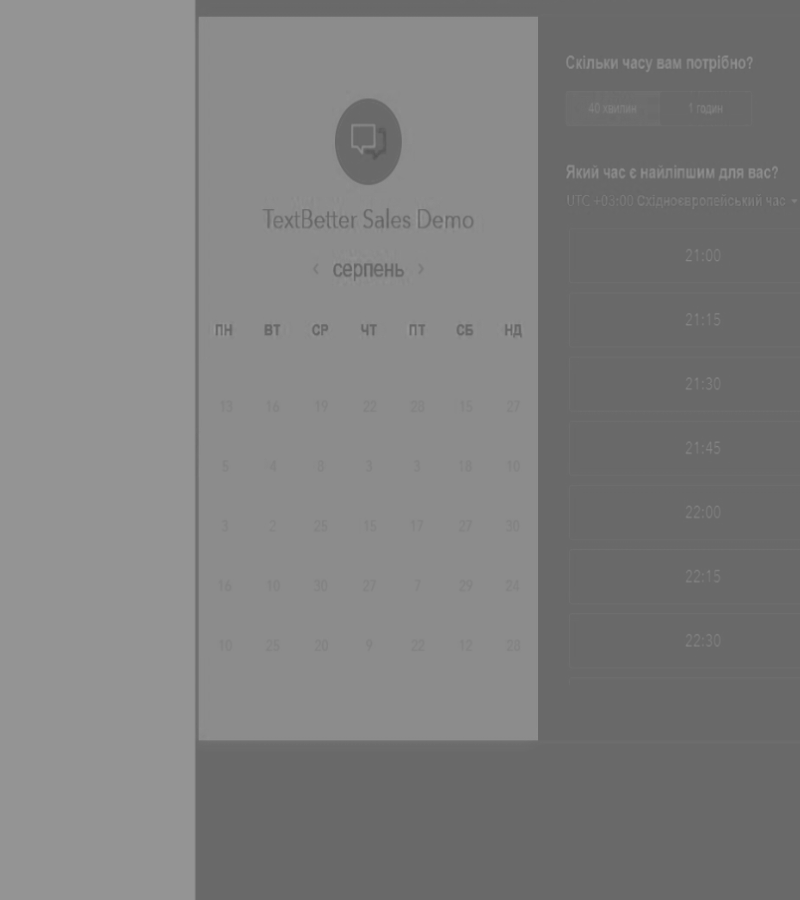 TextBetter Sales Demo
‹ серпень ›
ПН ВТ СР ЧТ ПТ СБ НД
13 16 19 22 28 15 27
5 4 8 3 3 18 10
3 2 25 15 17 27 30
16 10 30 27 7 29 24
10 25 20 9 22 12 28
Скільки часу вам потрібно?
40 хвилин 1 годин
Який час є найліпшим для вас?
UTC +03:00 Східноєвропейський час
21:00
21:15
21:30
21:45
22:00
22:15
22:30